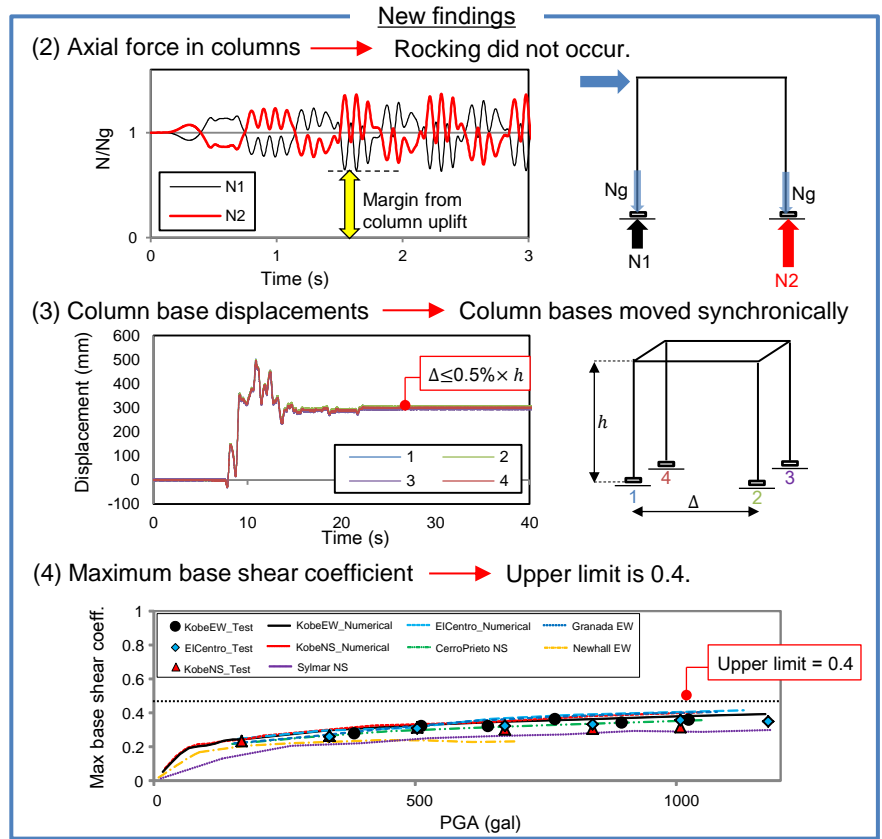 New findings
(2) Axial force in columns → Rocking did not occur.
N/Ng
1
0
N1
N2
Margin from
column uplift
0 1 2 3
Time (s)
Ng Ng
N1
N2
(3) Column base displacements → Column bases moved synchronically
Displacement (mm)
600
500
400
300
200
100
0
-100
Δ≤0.5%× h
1 2
3 4
0 10 20 30 40
Time (s)
h
4 3
1 2
Δ
(4) Maximum base shear coefficient → Upper limit is 0.4.
Max base shear coeff.
1
0.8
0.6
0.4
0.2
0
KobeEW_Test KobeEW_Numerical ElCentro_Numerical Granada EW
ElCentro_Test KobeNS_Numerical CerroPrieto NS Newhall EW
KobeNS_Test Sylmar NS
Upper limit = 0.4
0 500 1000
PGA (gal)